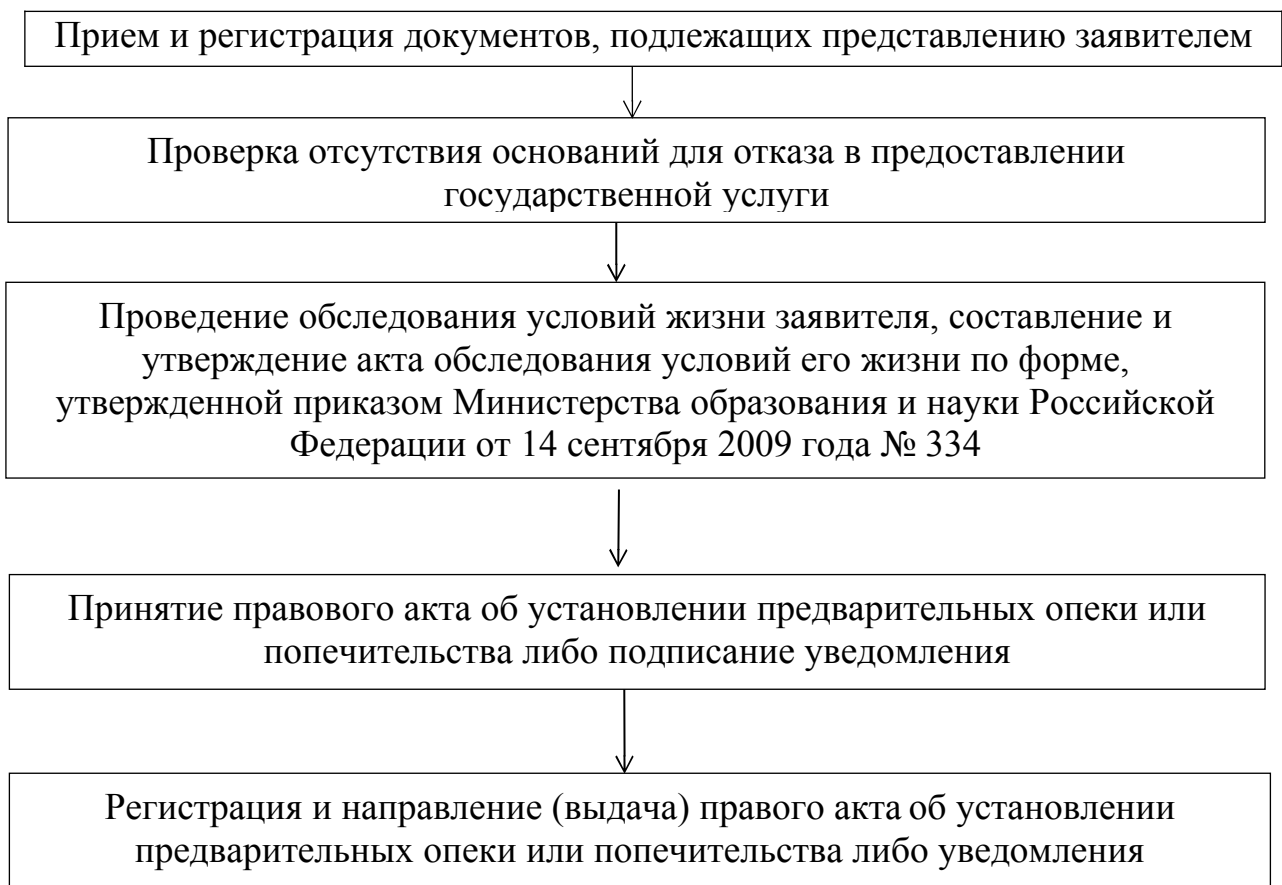 Прием и регистрация документов, подлежащих представлению заявителем
Проверка отсутствия оснований для отказа в предоставлении
государственной услуги
Проведение обследования условий жизни заявителя, составление и
утверждение акта обследования условий его жизни по форме,
утвержденной приказом Министерства образования и науки Российской
Федерации от 14 сентября 2009 года № 334
Принятие правового акта об установлении предварительных опеки или
попечительства либо подписание уведомления
Регистрация и направление (выдача) правого акта об установлении
предварительных опеки или попечительства либо уведомления